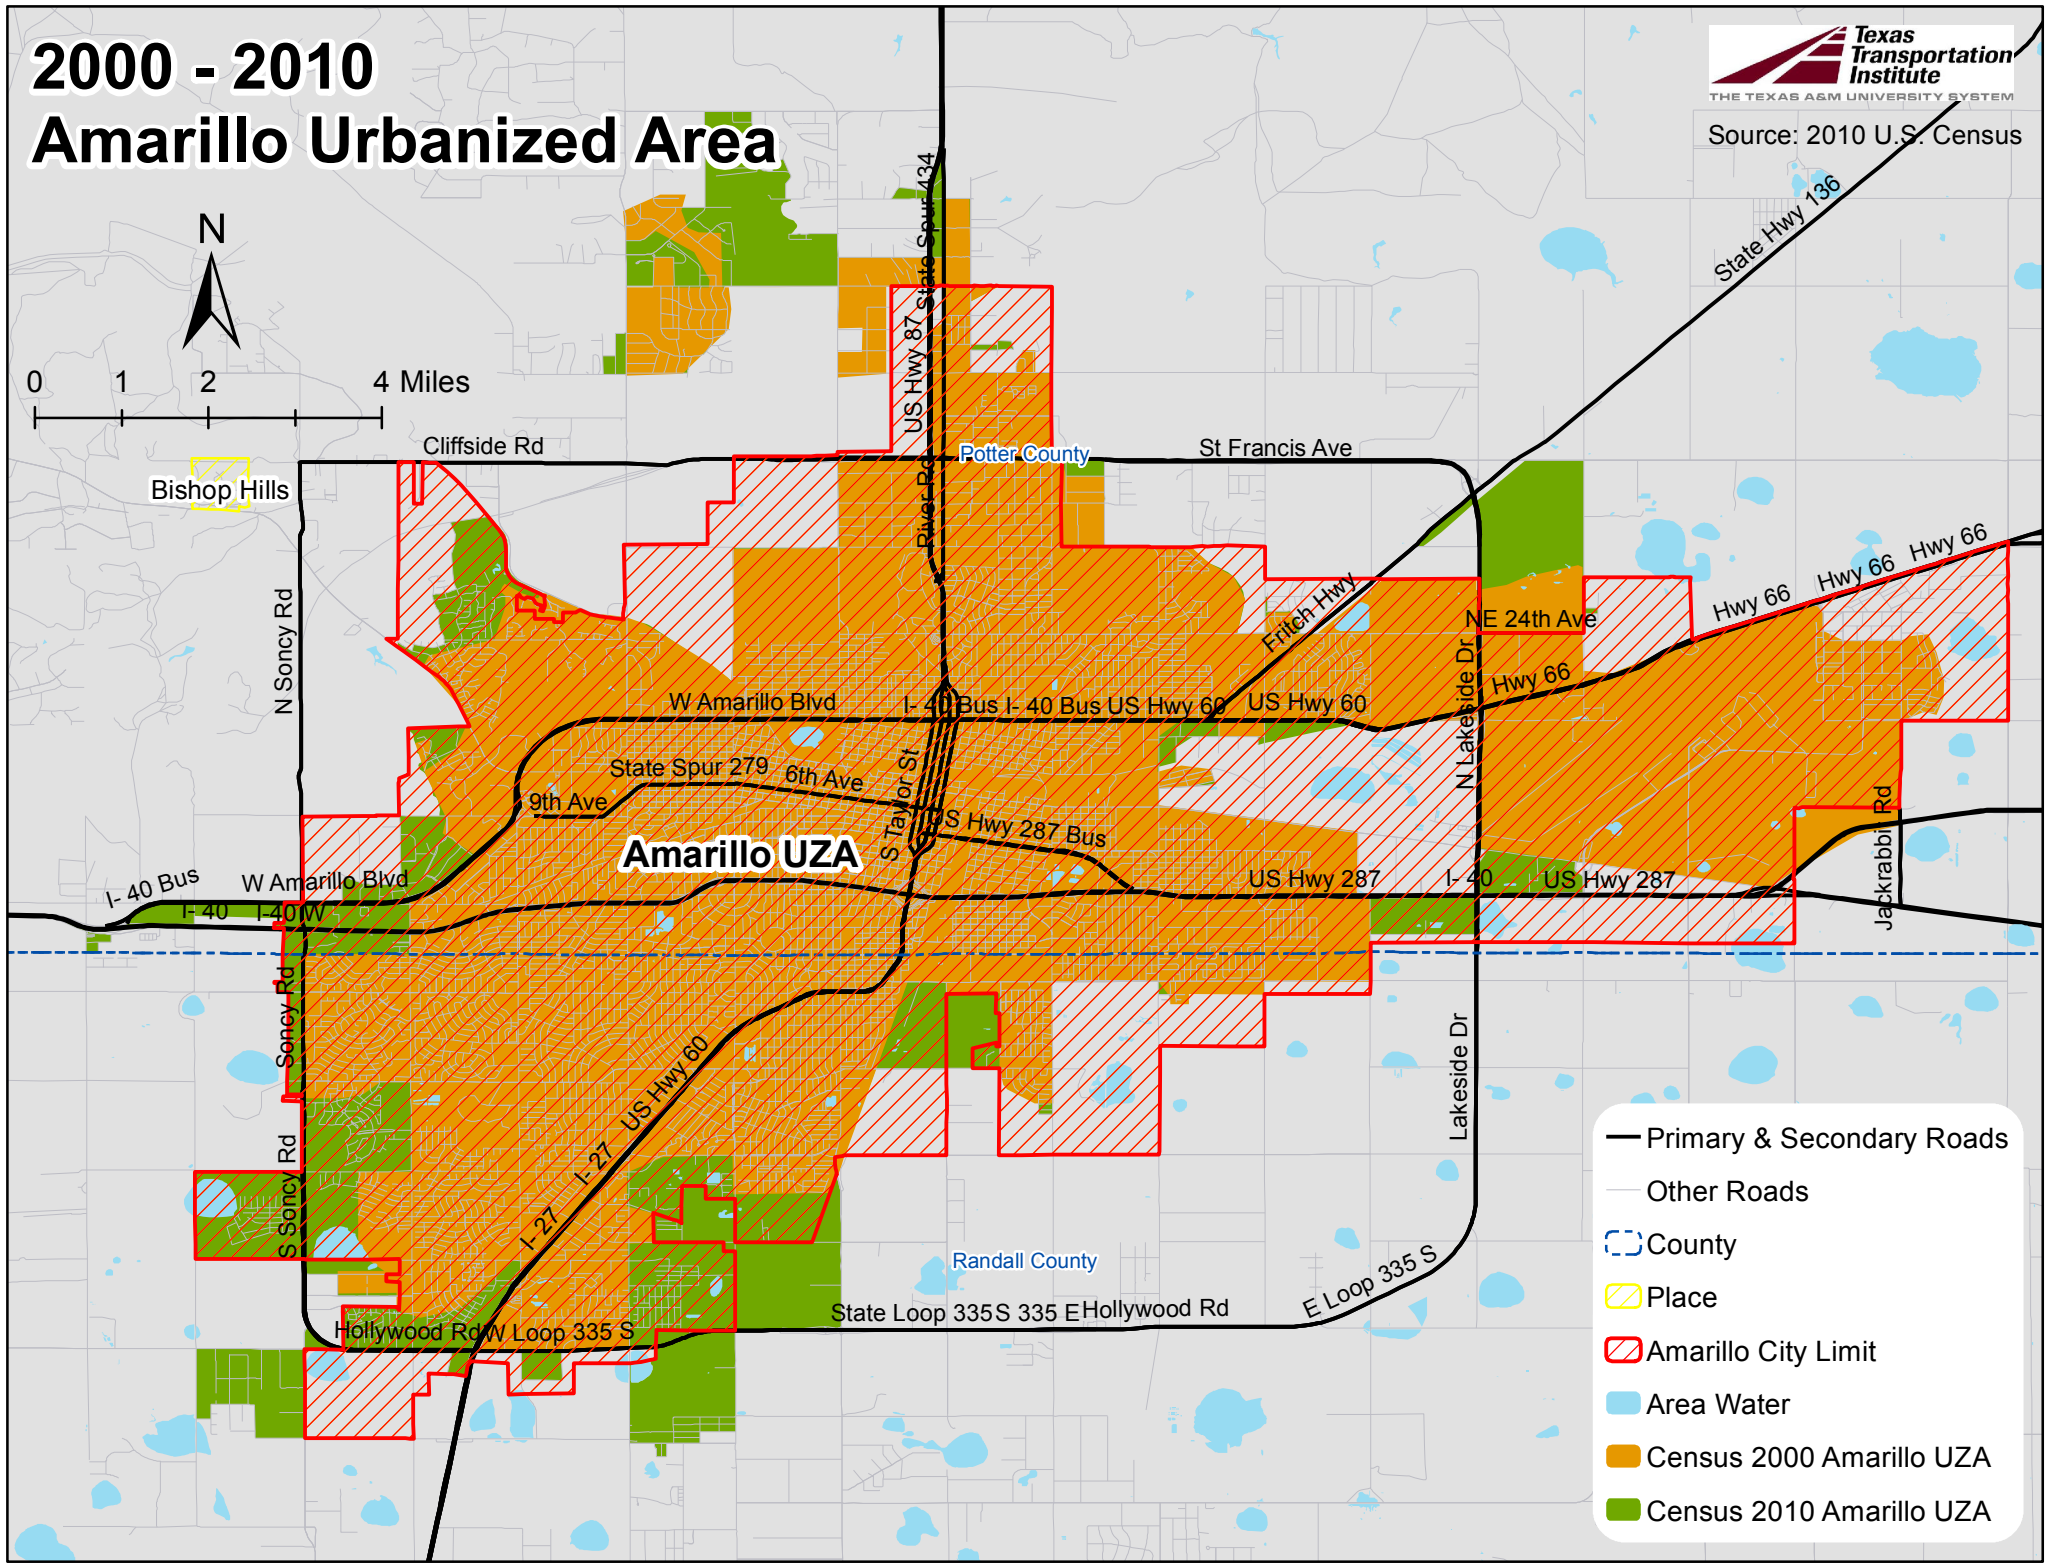 2000 - 2010
Amarillo Urbanized Area
Texas
Transportation
Institute
THE TEXAS A&M UNIVERSITY SYSTEM
Source: 2010 U.S. Census
N
0 1 2 4 Miles
State Spur 434
State Hwy 136
US Hwy 87
Cliffside Rd
Potter County
St Francis Ave
Bishop Hills
River Rd
Hwy 66
Hwy 66
Hwy 66
Fritch Hwy
NE 24th Ave
N Soncy Rd
N Lakeside Dr
Hwy 66
W Amarillo Blvd
I- 40 Bus
I- 40 Bus
US Hwy 60
US Hwy 60
State Spur 279
6th Ave
9th Ave
S Taylor St
US Hwy 287 Bus
Jackrabbit Rd
Amarillo UZA
I- 40 Bus
W Amarillo Blvd
US Hwy 287
I- 40
US Hwy 287
I- 40
I-40 W
Soncy Rd
Lakeside Dr
US Hwy 60
I- 27
S Soncy Rd
I- 27
Randall County
E Loop 335 S
State Loop 335
S 335 E
Hollywood Rd
Hollywood Rd
W Loop 335 S
Primary & Secondary Roads
Other Roads
County
Place
Amarillo City Limit
Area Water
Census 2000 Amarillo UZA
Census 2010 Amarillo UZA